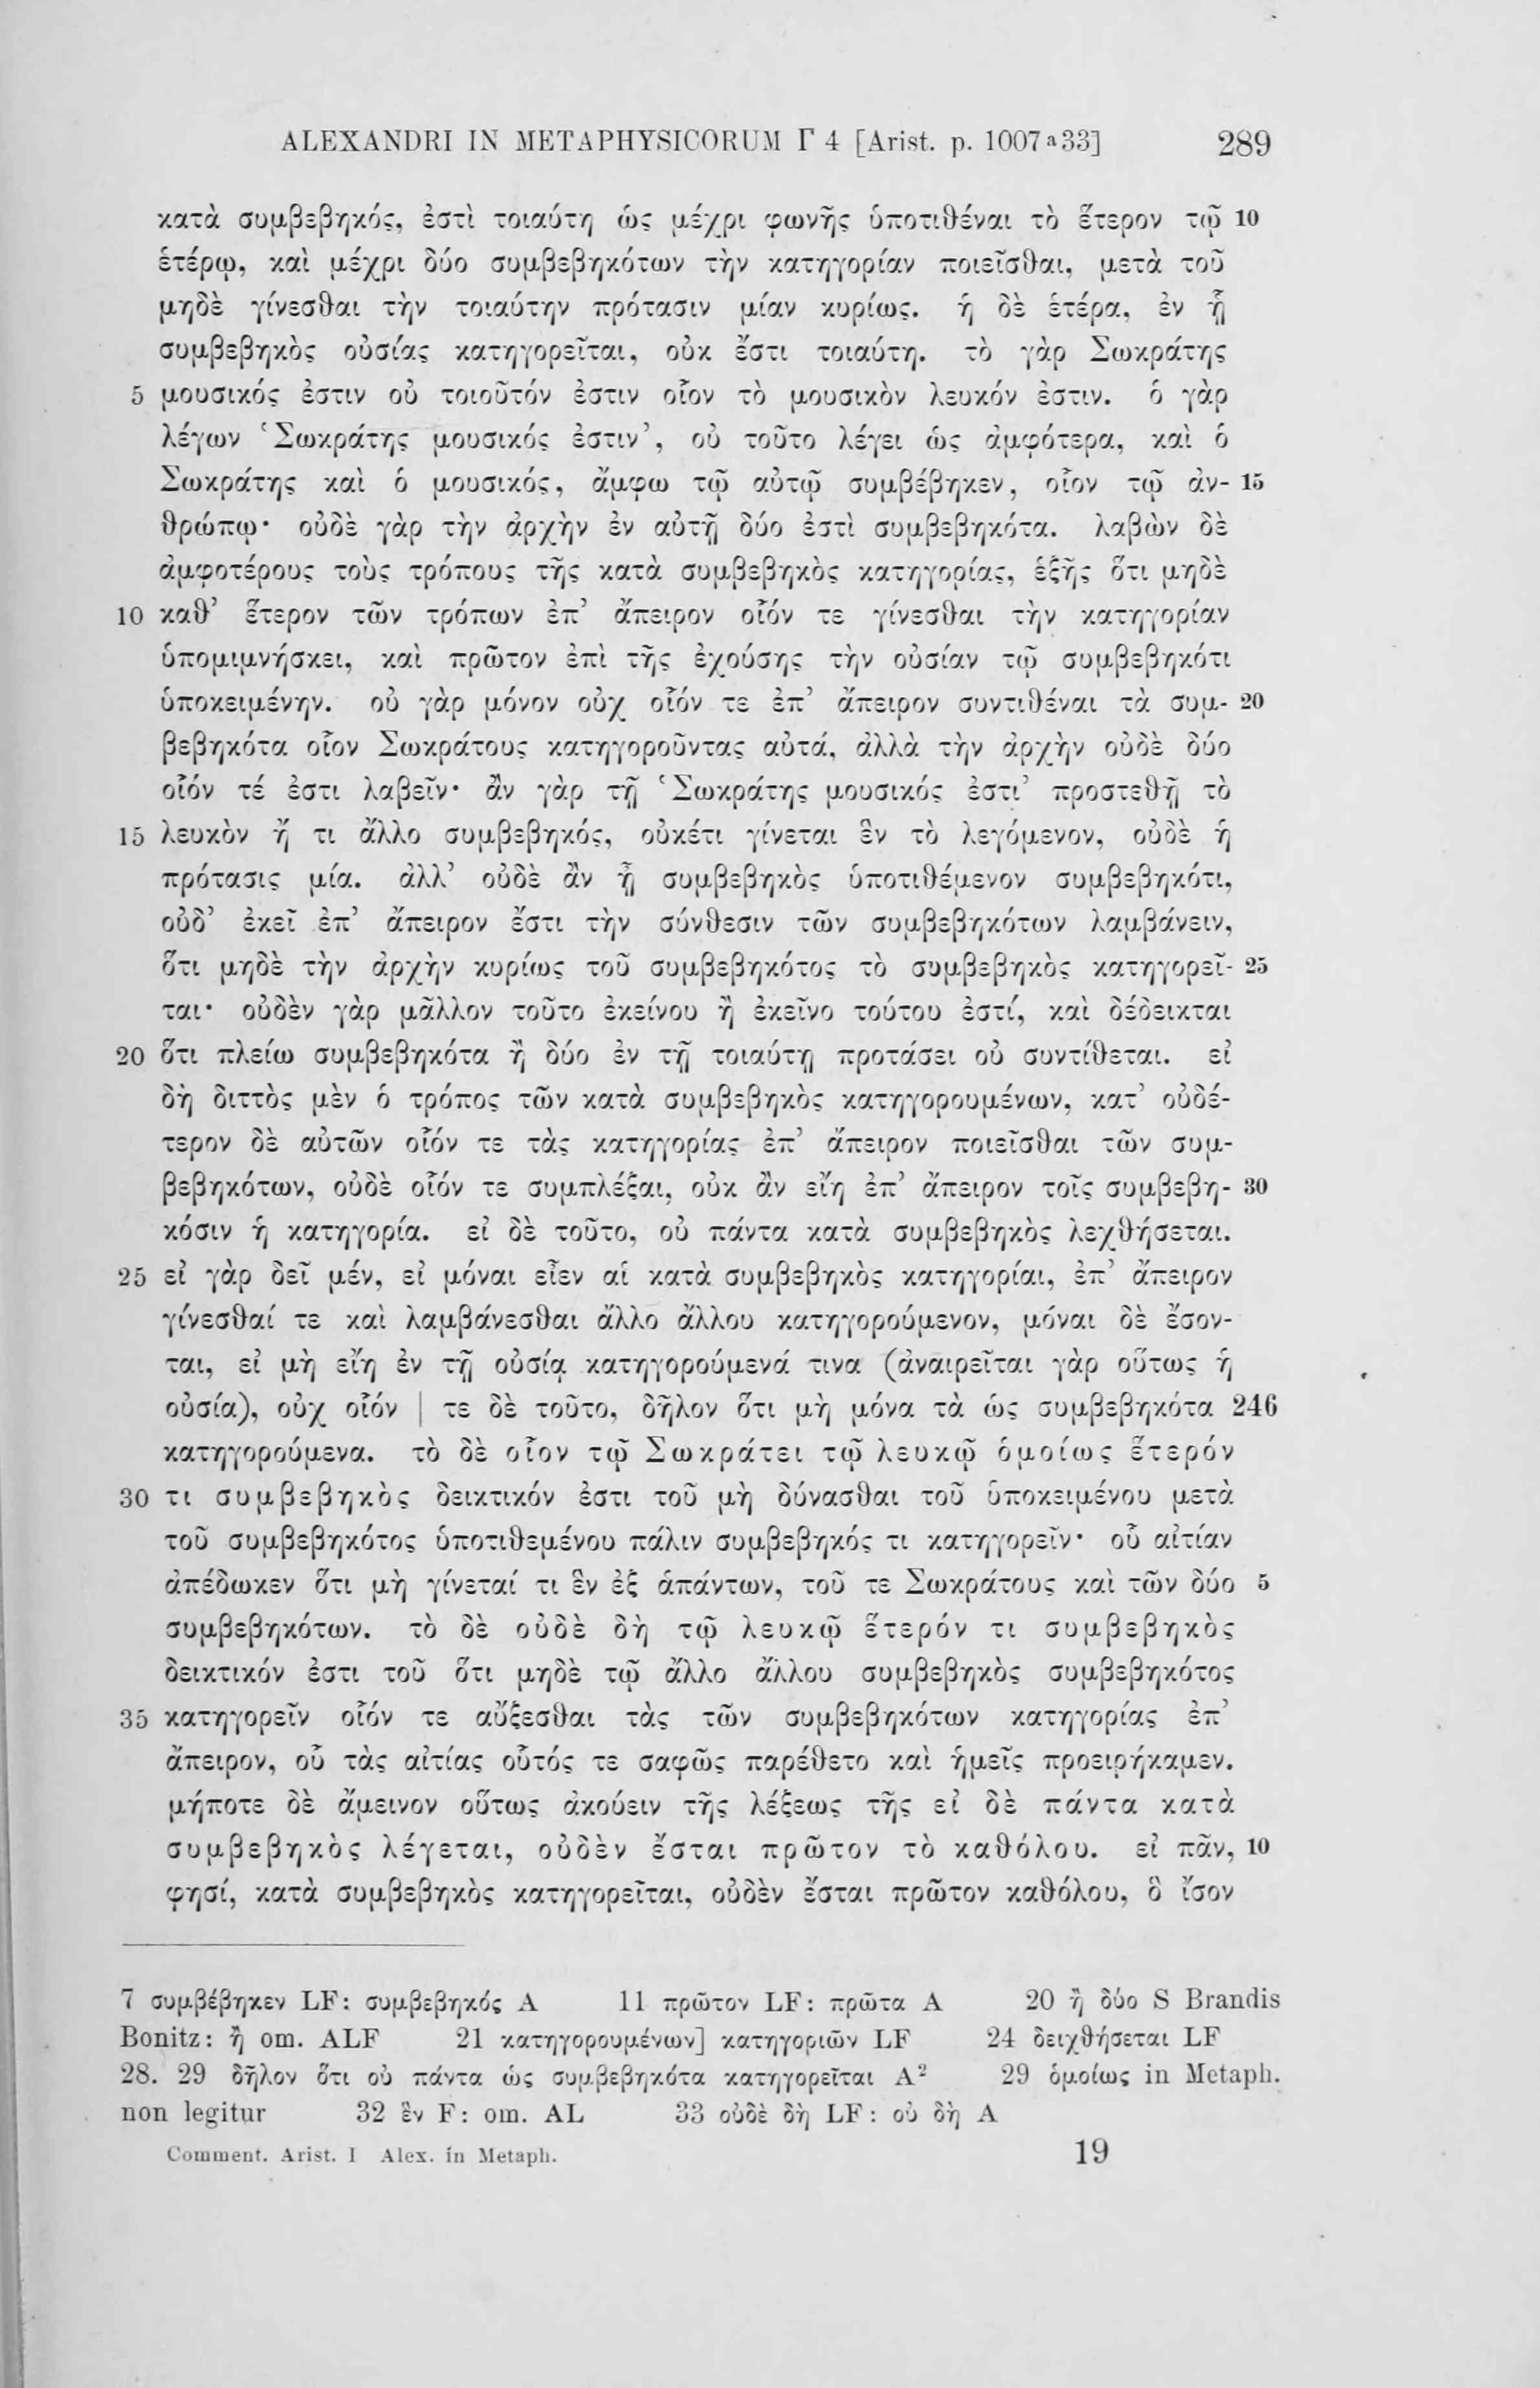 ALEXANDRI IN METAPHYSICORUM Γ 4 [Arist. p. 1007ᵃ33] 289
κατὰ συμβεβηκός, ἐστὶ τοιαύτη ὡς μέχρι φωνῆς ὑποτιθέναι τὸ ἕτερον τῷ 10
ἑτέρῳ, καὶ μέχρι δύο συμβεβηκότων τὴν κατηγορίαν ποιεῖσθαι, μετὰ τοῦ
μηδὲ γίνεσθαι τὴν τοιαύτην πρότασιν μίαν κυρίως. ἡ δὲ ἑτέρα, ἐν ᾗ
συμβεβηκὸς οὐσίας κατηγορεῖται, οὐκ ἔστι τοιαύτη. τὸ γὰρ Σωκράτης
5 μουσικός ἐστιν οὐ τοιοῦτόν ἐστιν οἷον τὸ μουσικὸν λευκόν ἐστιν. ὁ γὰρ
λέγων ‘Σωκράτης μουσικός ἐστιν’, οὐ τοῦτο λέγει ὡς ἀμφότερα, καὶ ὁ
Σωκράτης καὶ ὁ μουσικός, ἄμφω τῷ αὐτῷ συμβέβηκεν, οἷον τῷ ἀν- 15
θρώπῳ· οὐδὲ γὰρ τὴν ἀρχὴν ἐν αὐτῇ δύο ἐστὶ συμβεβηκότα. λαβὼν δὲ
ἀμφοτέρους τοὺς τρόπους τῆς κατὰ συμβεβηκὸς κατηγορίας, ἑξῆς ὅτι μηδὲ
10 καθ’ ἕτερον τῶν τρόπων ἐπ’ ἄπειρον οἷόν τε γίνεσθαι τὴν κατηγορίαν
ὑπομιμνήσκει, καὶ πρῶτον ἐπὶ τῆς ἐχούσης τὴν οὐσίαν τῷ συμβεβηκότι
ὑποκειμένην. οὐ γὰρ μόνον οὐχ οἷόν τε ἐπ’ ἄπειρον συντιθέναι τὰ συμ- 20
βεβηκότα οἷον Σωκράτους κατηγοροῦντας αὐτά, ἀλλὰ τὴν ἀρχὴν οὐδὲ δύο
οἷόν τέ ἐστι λαβεῖν· ἂν γὰρ τῇ ‘Σωκράτης μουσικός ἐστι’ προστεθῇ τὸ
15 λευκὸν ἤ τι ἄλλο συμβεβηκός, οὐκέτι γίνεται ἓν τὸ λεγόμενον, οὐδὲ ἡ
πρότασις μία. ἀλλ’ οὐδὲ ἂν ᾖ συμβεβηκὸς ὑποτιθέμενον συμβεβηκότι,
οὐδ’ ἐκεῖ ἐπ’ ἄπειρον ἔστι τὴν σύνθεσιν τῶν συμβεβηκότων λαμβάνειν,
ὅτι μηδὲ τὴν ἀρχὴν κυρίως τοῦ συμβεβηκότος τὸ συμβεβηκὸς κατηγορεῖ- 25
ται· οὐδὲν γὰρ μᾶλλον τοῦτο ἐκείνου ἢ ἐκεῖνο τούτου ἐστί, καὶ δέδεικται
20 ὅτι πλείω συμβεβηκότα ἢ δύο ἐν τῇ τοιαύτῃ προτάσει οὐ συντίθεται. εἰ
δὴ διττὸς μὲν ὁ τρόπος τῶν κατὰ συμβεβηκὸς κατηγορουμένων, κατ’ οὐδέ-
τερον δὲ αὐτῶν οἷόν τε τὰς κατηγορίας ἐπ’ ἄπειρον ποιεῖσθαι τῶν συμ-
βεβηκότων, οὐδὲ οἷόν τε συμπλέξαι, οὐκ ἂν εἴη ἐπ’ ἄπειρον τοῖς συμβεβη- 30
κόσιν ἡ κατηγορία. εἰ δὲ τοῦτο, οὐ πάντα κατὰ συμβεβηκὸς λεχθήσεται.
25 εἰ γὰρ δεῖ μέν, εἰ μόναι εἶεν αἱ κατὰ συμβεβηκὸς κατηγορίαι, ἐπ’ ἄπειρον
γίνεσθαί τε καὶ λαμβάνεσθαι ἄλλο ἄλλου κατηγορούμενον, μόναι δὲ ἔσον-
ται, εἰ μὴ εἴη ἐν τῇ οὐσίᾳ κατηγορούμενά τινα (ἀναιρεῖται γὰρ οὕτως ἡ
οὐσία), οὐχ οἷόν | τε δὲ τοῦτο, δῆλον ὅτι μὴ μόνα τὰ ὡς συμβεβηκότα 246
κατηγορούμενα. τὸ δὲ οἷον τῷ Σωκράτει τῷ λευκῷ ὁμοίως ἕτερόν
30 τι συμβεβηκὸς δεικτικόν ἐστι τοῦ μὴ δύνασθαι τοῦ ὑποκειμένου μετὰ
τοῦ συμβεβηκότος ὑποτιθεμένου πάλιν συμβεβηκός τι κατηγορεῖν· οὗ αἰτίαν
ἀπέδωκεν ὅτι μὴ γίνεταί τι ἓν ἐξ ἁπάντων, τοῦ τε Σωκράτους καὶ τῶν δύο 5
συμβεβηκότων. τὸ δὲ οὐδὲ δὴ τῷ λευκῷ ἕτερόν τι συμβεβηκὸς
δεικτικόν ἐστι τοῦ ὅτι μηδὲ τῷ ἄλλο ἄλλου συμβεβηκὸς συμβεβηκότος
35 κατηγορεῖν οἷόν τε αὔξεσθαι τὰς τῶν συμβεβηκότων κατηγορίας ἐπ’
ἄπειρον, οὗ τὰς αἰτίας οὗτός τε σαφῶς παρέθετο καὶ ἡμεῖς προειρήκαμεν.
μήποτε δὲ ἄμεινον οὕτως ἀκούειν τῆς λέξεως τῆς εἰ δὲ πάντα κατὰ
συμβεβηκὸς λέγεται, οὐδὲν ἔσται πρῶτον τὸ καθόλου. εἰ πᾶν, 10
φησί, κατὰ συμβεβηκὸς κατηγορεῖται, οὐδὲν ἔσται πρῶτον καθόλου, ὃ ἴσον
7 συμβέβηκεν LF: συμβεβηκός A 11 πρῶτον LF: πρῶτα A 20 ἢ δύο S Brandis
Bonitz: ἢ om. ALF 21 κατηγορουμένων] κατηγοριῶν LF 24 δειχθήσεται LF
28. 29 δῆλον ὅτι οὐ πάντα ὡς συμβεβηκότα κατηγορεῖται A² 29 ὁμοίως in Metaph.
non legitur 32 ἓν F: om. AL 33 οὐδὲ δὴ LF: οὐ δὴ A
Comment. Arist. I Alex. in Metaph. 19